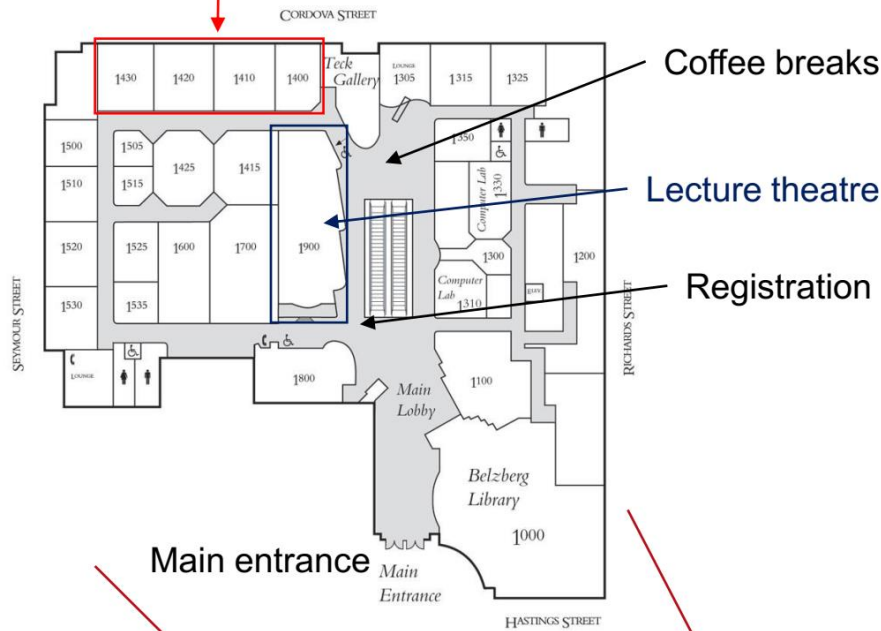 CORDOVA STREET
Coffee breaks
Teck
Gallery
LOUNGE
1305
1315
1325
1430
1420
1410
1400
1350
1500
1505
1425
1415
1510
1515
Computer Lab
1330
Lecture theatre
1520
1525
1600
1700
1900
1300
1200
Computer
Lab
1310
ELEV
Registration
1530
1535
SEYMOUR STREET
RICHARDS STREET
LOUNGE
1800
1100
Main
Lobby
Belzberg
Library
1000
Main entrance
Main
Entrance
HASTINGS STREET